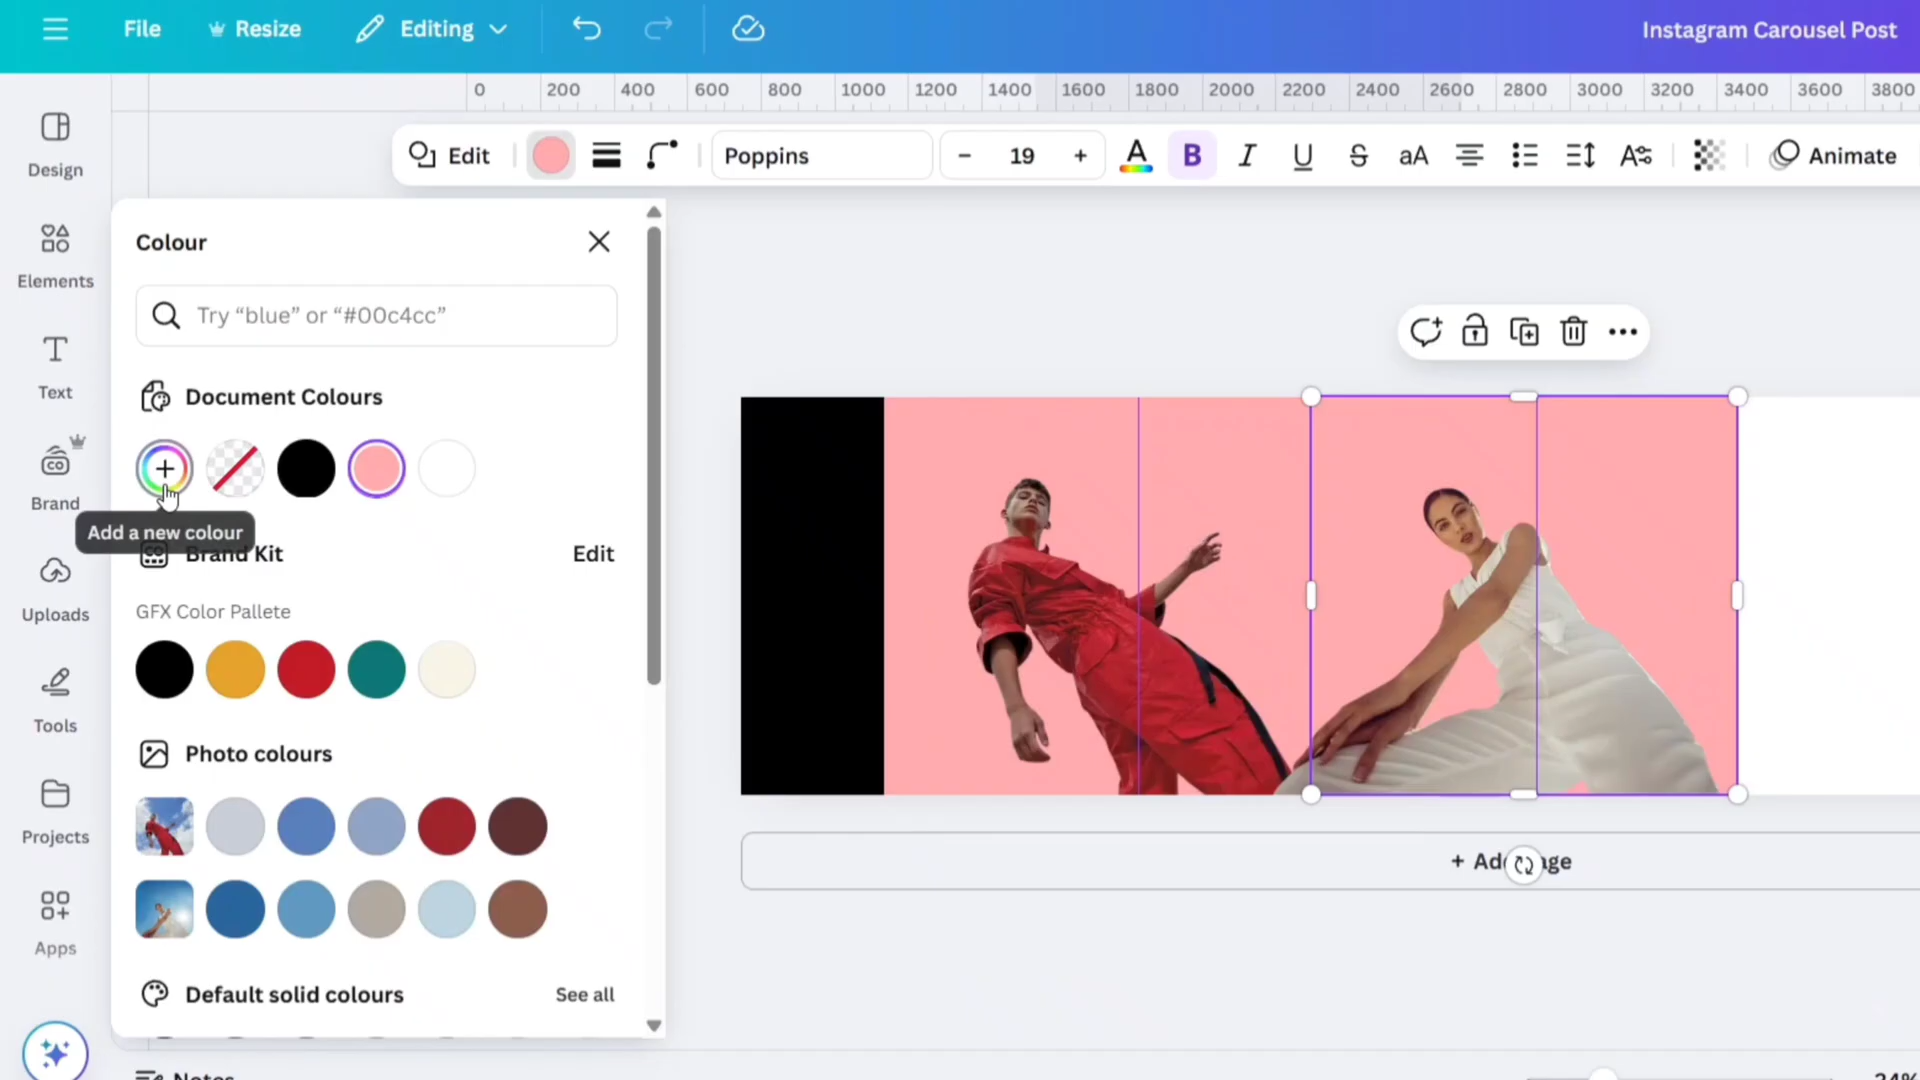 File
Resize
Editing
Instagram Carousel Post
0 200 400 600 800 1000 1200 1400 1600 1800 2000 2200 2400 2600 2800 3000 3200 3400 3600 3800
Edit
Poppins
– 19 +
A
B
I
U
S
aA
Animate
Design
Elements
Text
Brand
Uploads
Tools
Projects
Apps
Colour
Try “blue” or “#00c4cc”
Document Colours
Add a new colour
Brand Kit
Edit
GFX Color Pallete
Photo colours
Default solid colours
See all